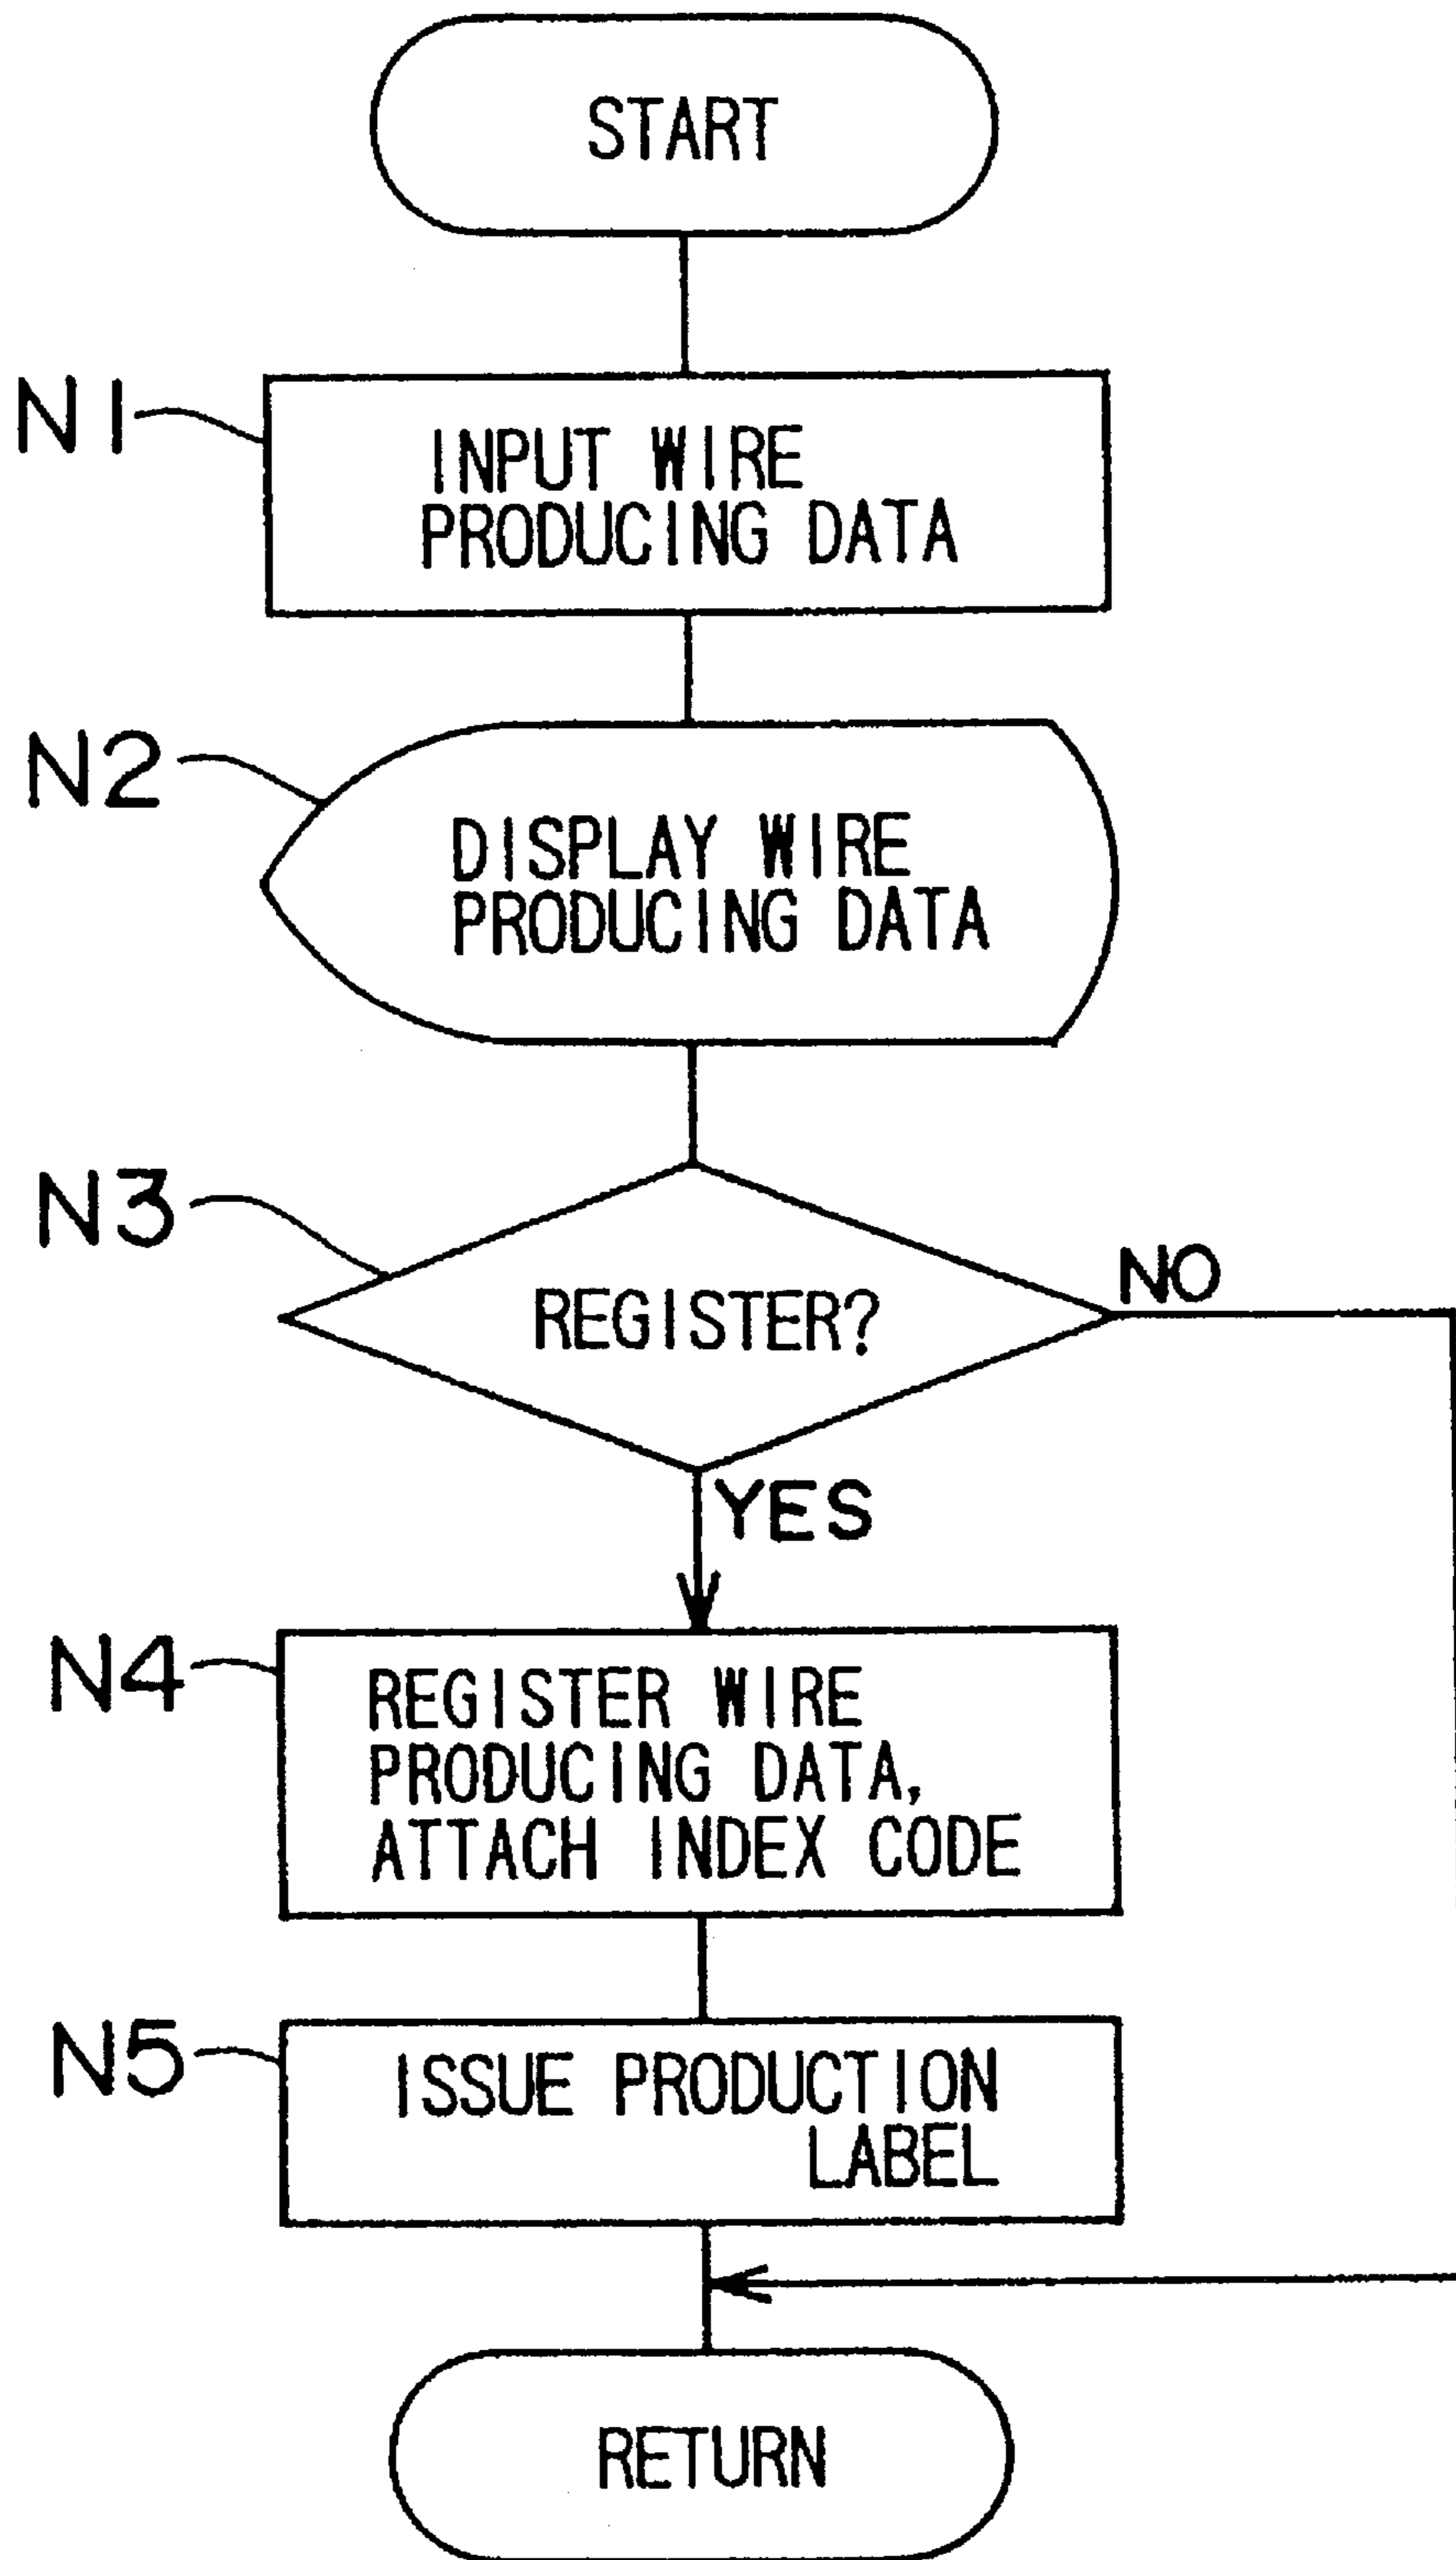 START
N1
INPUT WIRE
PRODUCING DATA
N2
DISPLAY WIRE
PRODUCING DATA
N3
REGISTER?
NO
YES
N4
REGISTER WIRE
PRODUCING DATA,
ATTACH INDEX CODE
N5
ISSUE PRODUCTION
LABEL
RETURN